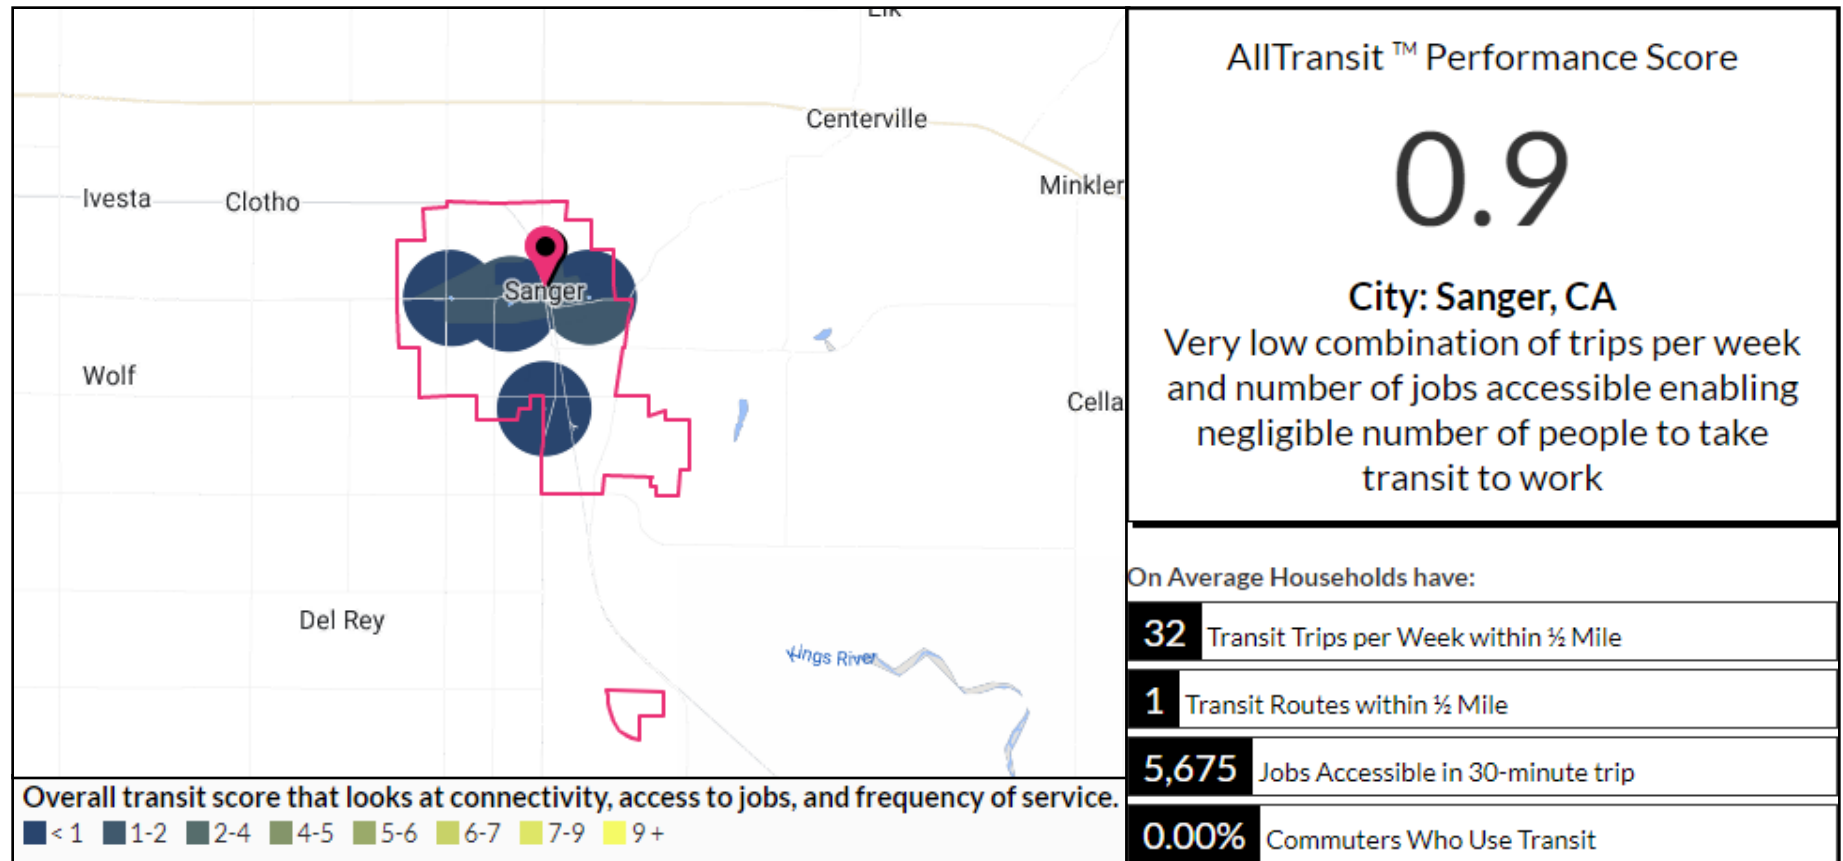 Centerville
Minkler
Ivesta
Clotho
Sanger
Wolf
Cella
Del Rey
Kings River
Overall transit score that looks at connectivity, access to jobs, and frequency of service.
< 1 1-2 2-4 4-5 5-6 6-7 7-9 9 +
AllTransit ™ Performance Score
0.9
City: Sanger, CA
Very low combination of trips per week
and number of jobs accessible enabling
negligible number of people to take
transit to work
On Average Households have:
32 Transit Trips per Week within ½ Mile
1 Transit Routes within ½ Mile
5,675 Jobs Accessible in 30-minute trip
0.00% Commuters Who Use Transit